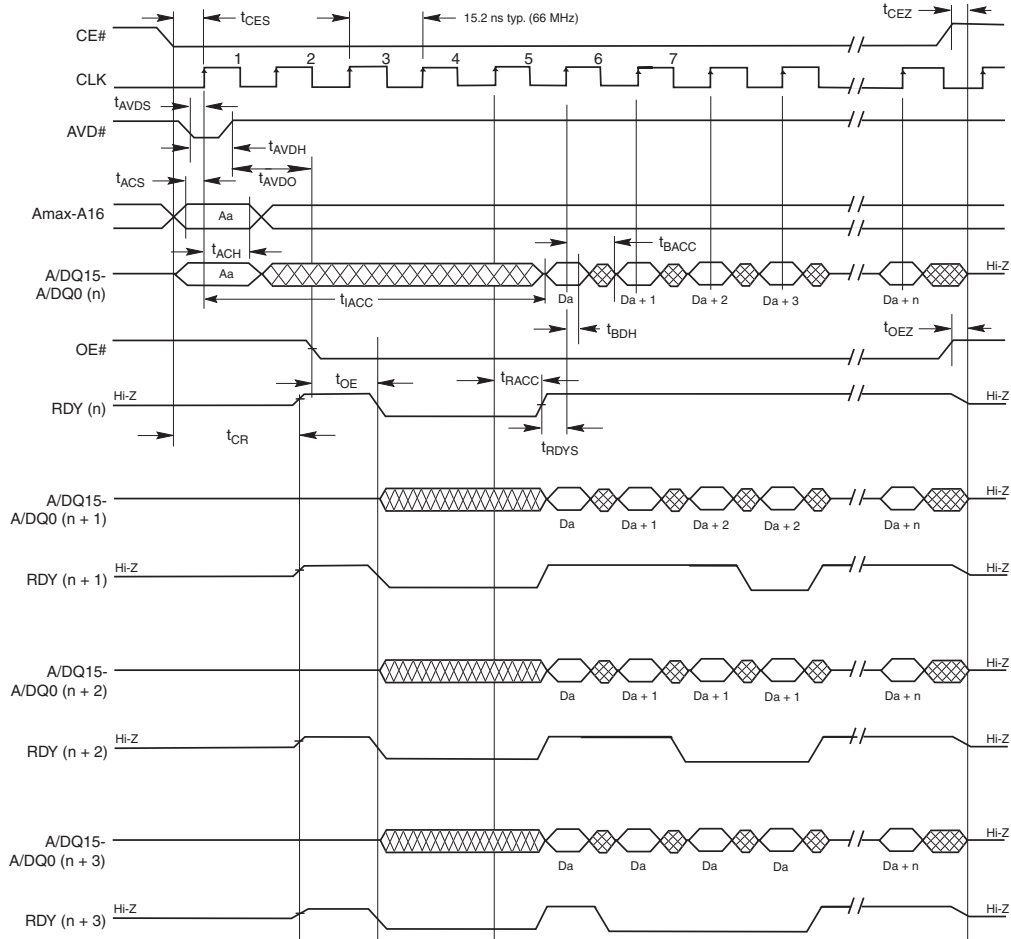 tCES
15.2 ns typ. (66 MHz)
tCEZ
CE#
1 2 3 4 5 6 7
CLK
tAVDS
AVD#
tAVDH
tAVDO
tACS
Amax-A16
Aa
tACH
tBACC
A/DQ15-
A/DQ0 (n)
Aa
Hi-Z
tIACC
Da
Da + 1
Da + 2
Da + 3
Da + n
tBDH
tOEZ
OE#
tOE
tRACC
RDY (n)
Hi-Z
Hi-Z
tCR
tRDYS
A/DQ15-
A/DQ0 (n + 1)
Hi-Z
Da
Da + 1
Da + 2
Da + 2
Da + n
RDY (n + 1)
Hi-Z
Hi-Z
A/DQ15-
A/DQ0 (n + 2)
Hi-Z
Da
Da + 1
Da + 1
Da + 1
Da + n
RDY (n + 2)
Hi-Z
Hi-Z
A/DQ15-
A/DQ0 (n + 3)
Hi-Z
Da
Da
Da
Da
Da + n
RDY (n + 3)
Hi-Z
Hi-Z